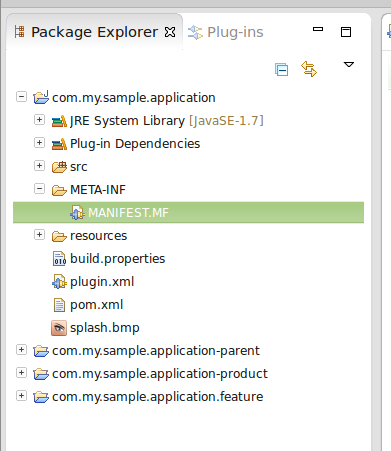 Package Explorer Plug-ins
com.my.sample.application
JRE System Library [JavaSE-1.7]
Plug-in Dependencies
src
META-INF
MANIFEST.MF
resources
build.properties
plugin.xml
pom.xml
splash.bmp
com.my.sample.application-parent
com.my.sample.application-product
com.my.sample.application.feature